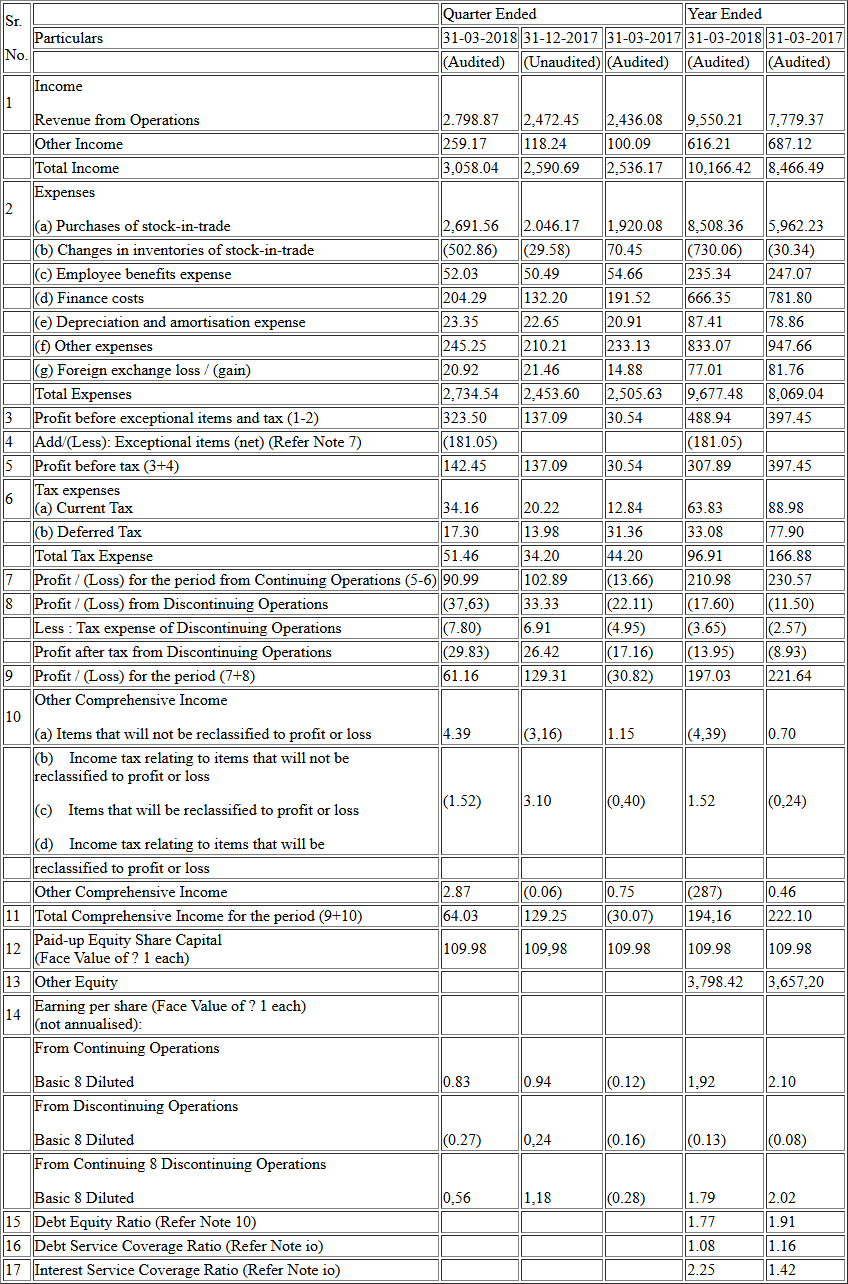 Sr. No. Particulars Quarter Ended Year Ended
31-03-2018 31-12-2017 31-03-2017 31-03-2018 31-03-2017
(Audited) (Unaudited) (Audited) (Audited) (Audited)
1 Income
Revenue from Operations 2.798.87 2,472.45 2,436.08 9,550.21 7,779.37
Other Income 259.17 118.24 100.09 616.21 687.12
Total Income 3,058.04 2,590.69 2,536.17 10,166.42 8,466.49
2 Expenses
(a) Purchases of stock-in-trade 2,691.56 2.046.17 1,920.08 8,508.36 5,962.23
(b) Changes in inventories of stock-in-trade (502.86) (29.58) 70.45 (730.06) (30.34)
(c) Employee benefits expense 52.03 50.49 54.66 235.34 247.07
(d) Finance costs 204.29 132.20 191.52 666.35 781.80
(e) Depreciation and amortisation expense 23.35 22.65 20.91 87.41 78.86
(f) Other expenses 245.25 210.21 233.13 833.07 947.66
(g) Foreign exchange loss / (gain) 20.92 21.46 14.88 77.01 81.76
Total Expenses 2,734.54 2,453.60 2,505.63 9,677.48 8,069.04
3 Profit before exceptional items and tax (1-2) 323.50 137.09 30.54 488.94 397.45
4 Add/(Less): Exceptional items (net) (Refer Note 7) (181.05) (181.05)
5 Profit before tax (3+4) 142.45 137.09 30.54 307.89 397.45
6 Tax expenses
(a) Current Tax 34.16 20.22 12.84 63.83 88.98
(b) Deferred Tax 17.30 13.98 31.36 33.08 77.90
Total Tax Expense 51.46 34.20 44.20 96.91 166.88
7 Profit / (Loss) for the period from Continuing Operations (5-6) 90.99 102.89 (13.66) 210.98 230.57
8 Profit / (Loss) from Discontinuing Operations (37,63) 33.33 (22.11) (17.60) (11.50)
Less : Tax expense of Discontinuing Operations (7.80) 6.91 (4.95) (3.65) (2.57)
Profit after tax from Discontinuing Operations (29.83) 26.42 (17.16) (13.95) (8.93)
9 Profit / (Loss) for the period (7+8) 61.16 129.31 (30.82) 197.03 221.64
10 Other Comprehensive Income
(a) Items that will not be reclassified to profit or loss 4.39 (3,16) 1.15 (4,39) 0.70
(b) Income tax relating to items that will not be
reclassified to profit or loss
(c) Items that will be reclassified to profit or loss (1.52) 3.10 (0,40) 1.52 (0,24)
(d) Income tax relating to items that will be
reclassified to profit or loss
Other Comprehensive Income 2.87 (0.06) 0.75 (287) 0.46
11 Total Comprehensive Income for the period (9+10) 64.03 129.25 (30.07) 194,16 222.10
12 Paid-up Equity Share Capital
(Face Value of ? 1 each) 109.98 109,98 109.98 109.98 109.98
13 Other Equity 3,798.42 3,657,20
14 Earning per share (Face Value of ? 1 each)
(not annualised):
From Continuing Operations
Basic 8 Diluted 0.83 0.94 (0.12) 1,92 2.10
From Discontinuing Operations
Basic 8 Diluted (0.27) 0,24 (0.16) (0.13) (0.08)
From Continuing 8 Discontinuing Operations
Basic 8 Diluted 0,56 1,18 (0.28) 1.79 2.02
15 Debt Equity Ratio (Refer Note 10) 1.77 1.91
16 Debt Service Coverage Ratio (Refer Note io) 1.08 1.16
17 Interest Service Coverage Ratio (Refer Note io) 2.25 1.42